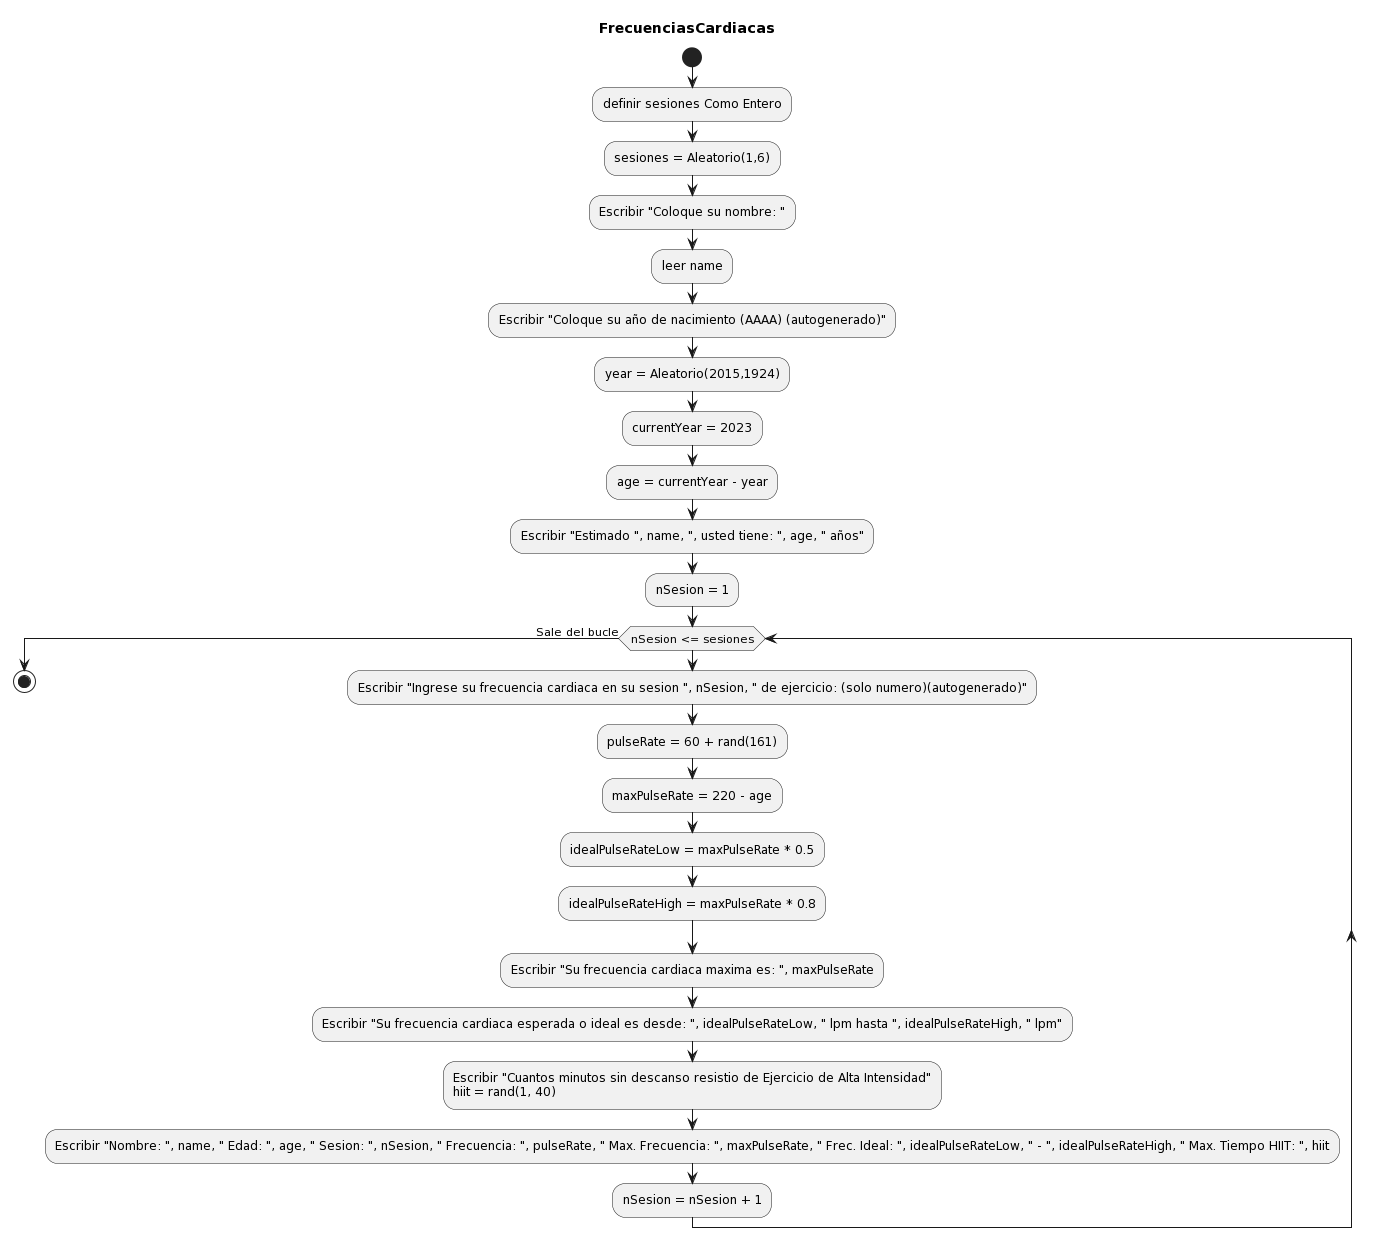 FrecuenciasCardiacas
definir sesiones Como Entero
sesiones = Aleatorio(1,6)
Escribir "Coloque su nombre: "
leer name
Escribir "Coloque su año de nacimiento (AAAA) (autogenerado)"
year = Aleatorio(2015,1924)
currentYear = 2023
age = currentYear - year
Escribir "Estimado ", name, ", usted tiene: ", age, " años"
nSesion = 1
Sale del bucle
nSesion <= sesiones
Escribir "Ingrese su frecuencia cardiaca en su sesion ", nSesion, " de ejercicio: (solo numero)(autogenerado)"
pulseRate = 60 + rand(161)
maxPulseRate = 220 - age
idealPulseRateLow = maxPulseRate * 0.5
idealPulseRateHigh = maxPulseRate * 0.8
Escribir "Su frecuencia cardiaca maxima es: ", maxPulseRate
Escribir "Su frecuencia cardiaca esperada o ideal es desde: ", idealPulseRateLow, " lpm hasta ", idealPulseRateHigh, " lpm"
Escribir "Cuantos minutos sin descanso resistio de Ejercicio de Alta Intensidad"
hiit = rand(1, 40)
Escribir "Nombre: ", name, " Edad: ", age, " Sesion: ", nSesion, " Frecuencia: ", pulseRate, " Max. Frecuencia: ", maxPulseRate, " Frec. Ideal: ", idealPulseRateLow, " - ", idealPulseRateHigh, " Max. Tiempo HIIT: ", hiit
nSesion = nSesion + 1